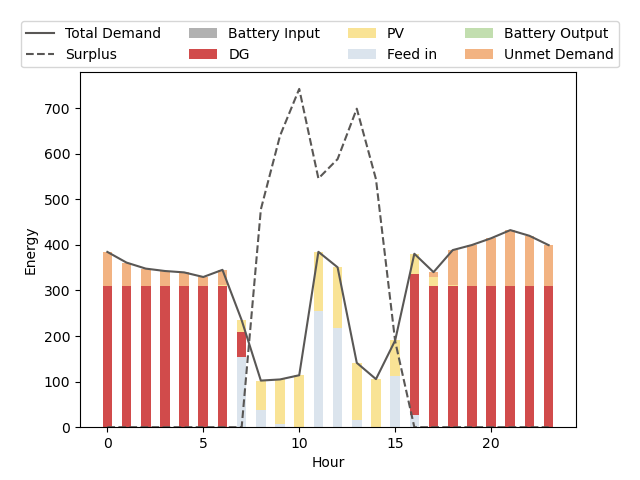 Total Demand Battery Input PV Battery Output
Surplus DG Feed in Unmet Demand
700
600
500
400
300
200
100
0
Energy
0 5 10 15 20
Hour